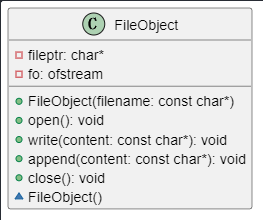 C FileObject
fileptr: char*
fo: ofstream
FileObject(filename: const char*)
open(): void
write(content: const char*): void
append(content: const char*): void
close(): void
FileObject()